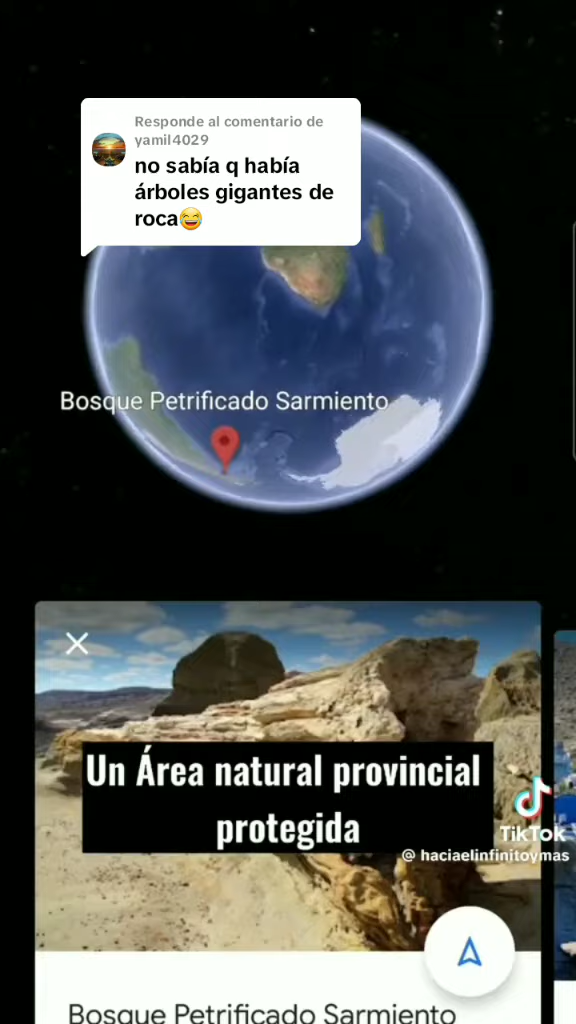 Responde al comentario de
yamil4029
no sabía q había
árboles gigantes de
roca😂
Bosque Petrificado Sarmiento
Un Área natural provincial
protegida
TikTok
@ haciaelinfinitoymas
Bosque Petrificado Sarmiento